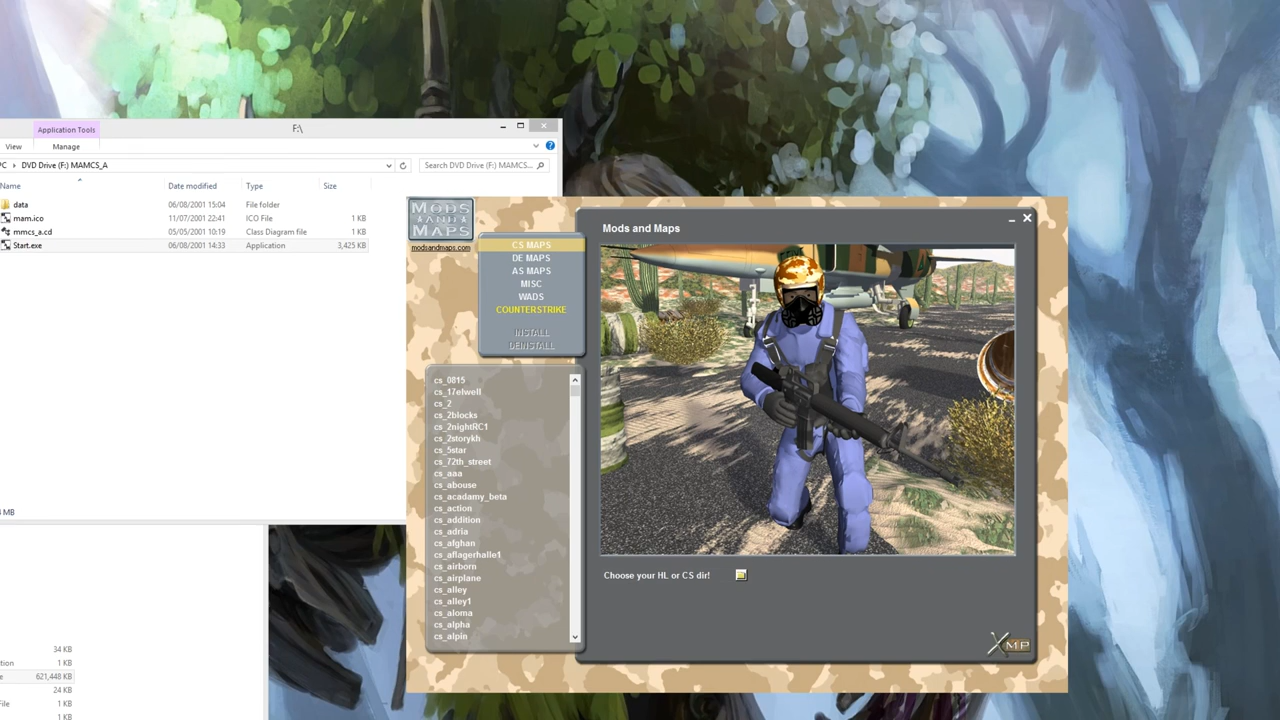 Application Tools
F:\
View
Manage
PC
DVD Drive (F:) MAMCS_A
Search DVD Drive (F:) MAMCS...
Name
Date modified
Type
Size
data
06/08/2001 15:04
File folder
mam.ico
11/07/2001 22:41
ICO File
1 KB
mmcs_a.cd
05/05/2001 10:19
Class Diagram file
1 KB
Start.exe
06/08/2001 14:33
Application
3,425 KB
MB
34 KB
1 KB
621,448 KB
24 KB
File
1 KB
1 KB
MODS
AND
MAPS
modsandmaps.com
CS MAPS
DE MAPS
AS MAPS
MISC
WADS
COUNTERSTRIKE
INSTALL
DEINSTALL
cs_0815
cs_17elwell
cs_2
cs_2blocks
cs_2nightRC1
cs_2storykh
cs_5star
cs_72th_street
cs_aaa
cs_abouse
cs_acadamy_beta
cs_action
cs_addition
cs_adria
cs_afghan
cs_aflagerhalle1
cs_airborn
cs_airplane
cs_alley
cs_alley1
cs_aloma
cs_alpha
cs_alpin
Mods and Maps
Choose your HL or CS dir!
XMP